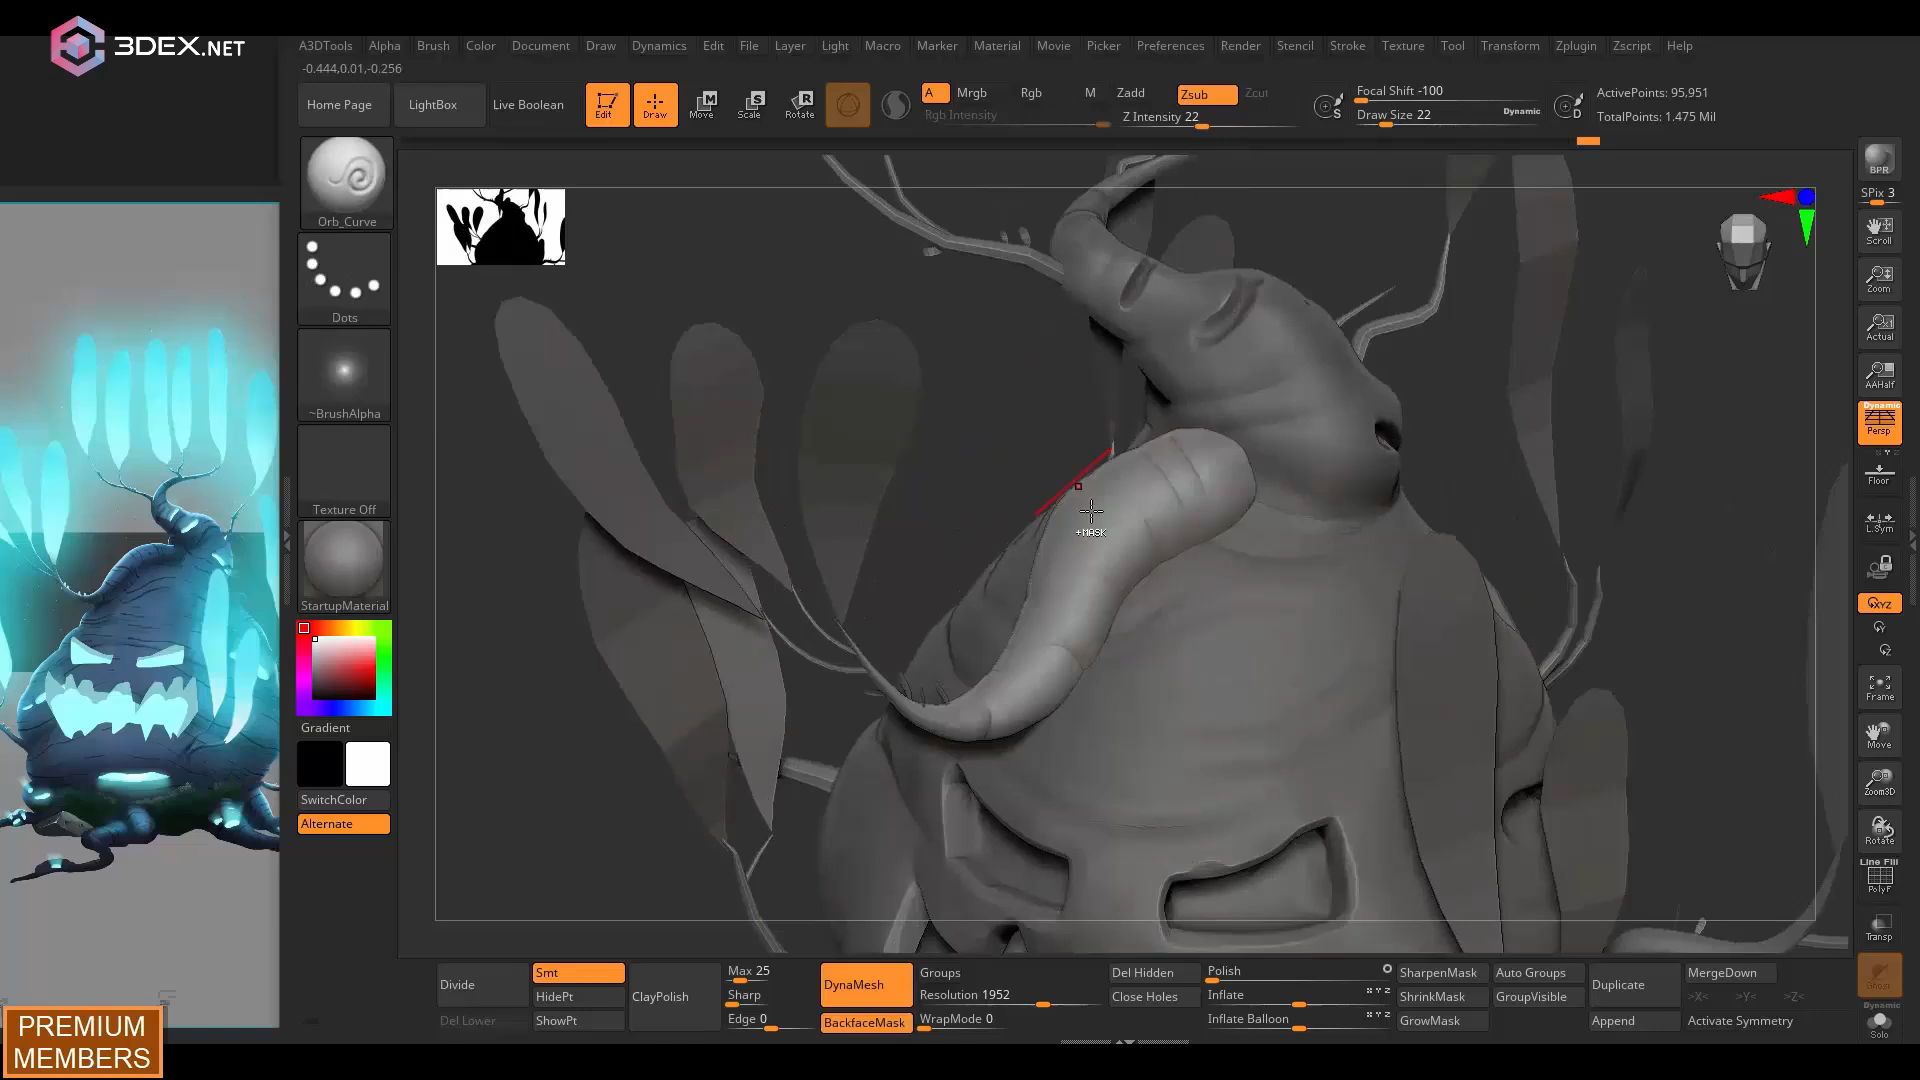 3DEX.NET
A3DTools Alpha Brush Color Document Draw Dynamics Edit File Layer Light Macro Marker Material Movie Picker Preferences Render Stencil Stroke Texture Tool Transform Zplugin Zscript Help
-0.444,0.01,-0.256
Home Page LightBox Live Boolean Edit Draw Move Scale Rotate
A Mrgb Rgb M Zadd Zsub Zcut
Rgb Intensity Z Intensity 22
Focal Shift -100
Draw Size 22 Dynamic
ActivePoints: 95,951
TotalPoints: 1.475 Mil
Orb_Curve
Dots
~BrushAlpha
Texture Off
StartupMaterial
Gradient
SwitchColor
Alternate
+MASK
BPR
SPix 3
Scroll
Zoom
Actual
AAHalf
Dynamic
Persp
Floor
L.Sym
XYZ
Y
Z
Frame
Move
Zoom3D
Rotate
Line Fill
PolyF
Transp
Ghost
Dynamic
Solo
Divide Smt Max 25 DynaMesh Groups Del Hidden Polish SharpenMask Auto Groups Duplicate MergeDown
Del Lower HidePt ClayPolish Sharp Resolution 1952 Close Holes Inflate ShrinkMask GroupVisible >X< >Y< >Z<
ShowPt Edge 0 BackfaceMask WrapMode 0 Inflate Balloon GrowMask Append Activate Symmetry
PREMIUM
MEMBERS